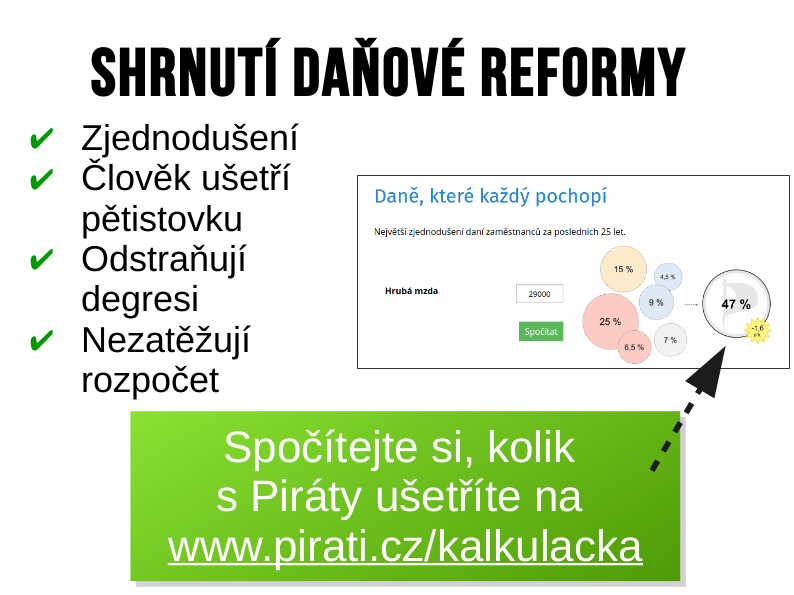 SHRNUTÍ DAŇOVÉ REFORMY
✔ Zjednodušení
✔ Člověk ušetří
pětistovku
✔ Odstraňují
degresi
✔ Nezatěžují
rozpočet
Daně, které každý pochopí
Největší zjednodušení daní zaměstnanců za posledních 25 let.
Hrubá mzda
29000
Spočítat
15 %
4,5 %
9 %
25 %
6,5 %
7 %
47 %
-1,6
Spočítejte si, kolik
s Piráty ušetříte na
www.pirati.cz/kalkulacka